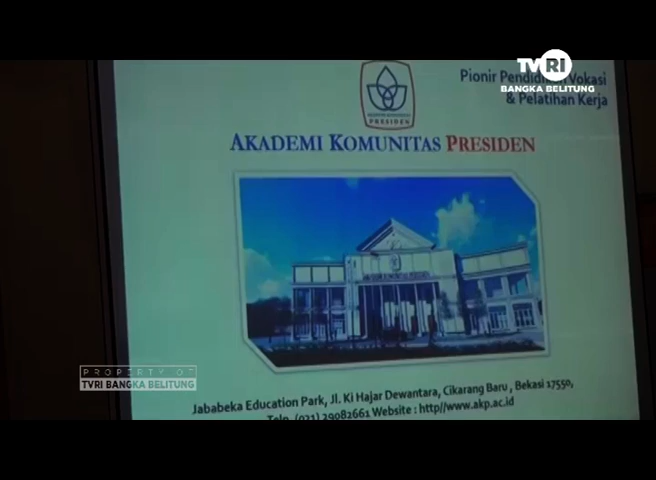 TVRI
BANGKA BELITUNG
Pionir Pendidikan Vokasi
& Pelatihan Kerja
PRESIDEN
AKADEMI KOMUNITAS PRESIDEN
PROPERTY OF
TVRI BANGKA BELITUNG
Jababeka Education Park, Jl. Ki Hajar Dewantara, Cikarang Baru, Bekasi 17550,
Telp. (021) 29082661 Website : http//www.akp.ac.id